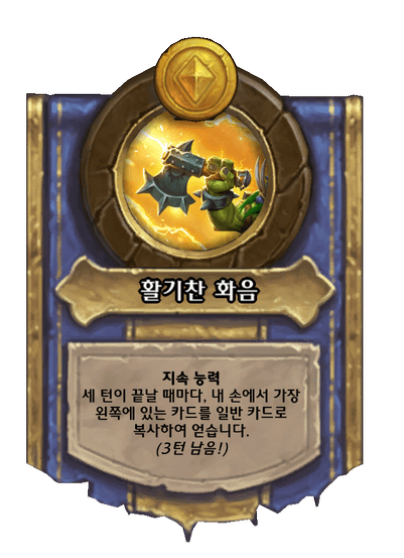 활기찬 화음
지속 능력
세 턴이 끝날 때마다, 내 손에서 가장
왼쪽에 있는 카드를 일반 카드로
복사하여 얻습니다.
(3턴 남음!)